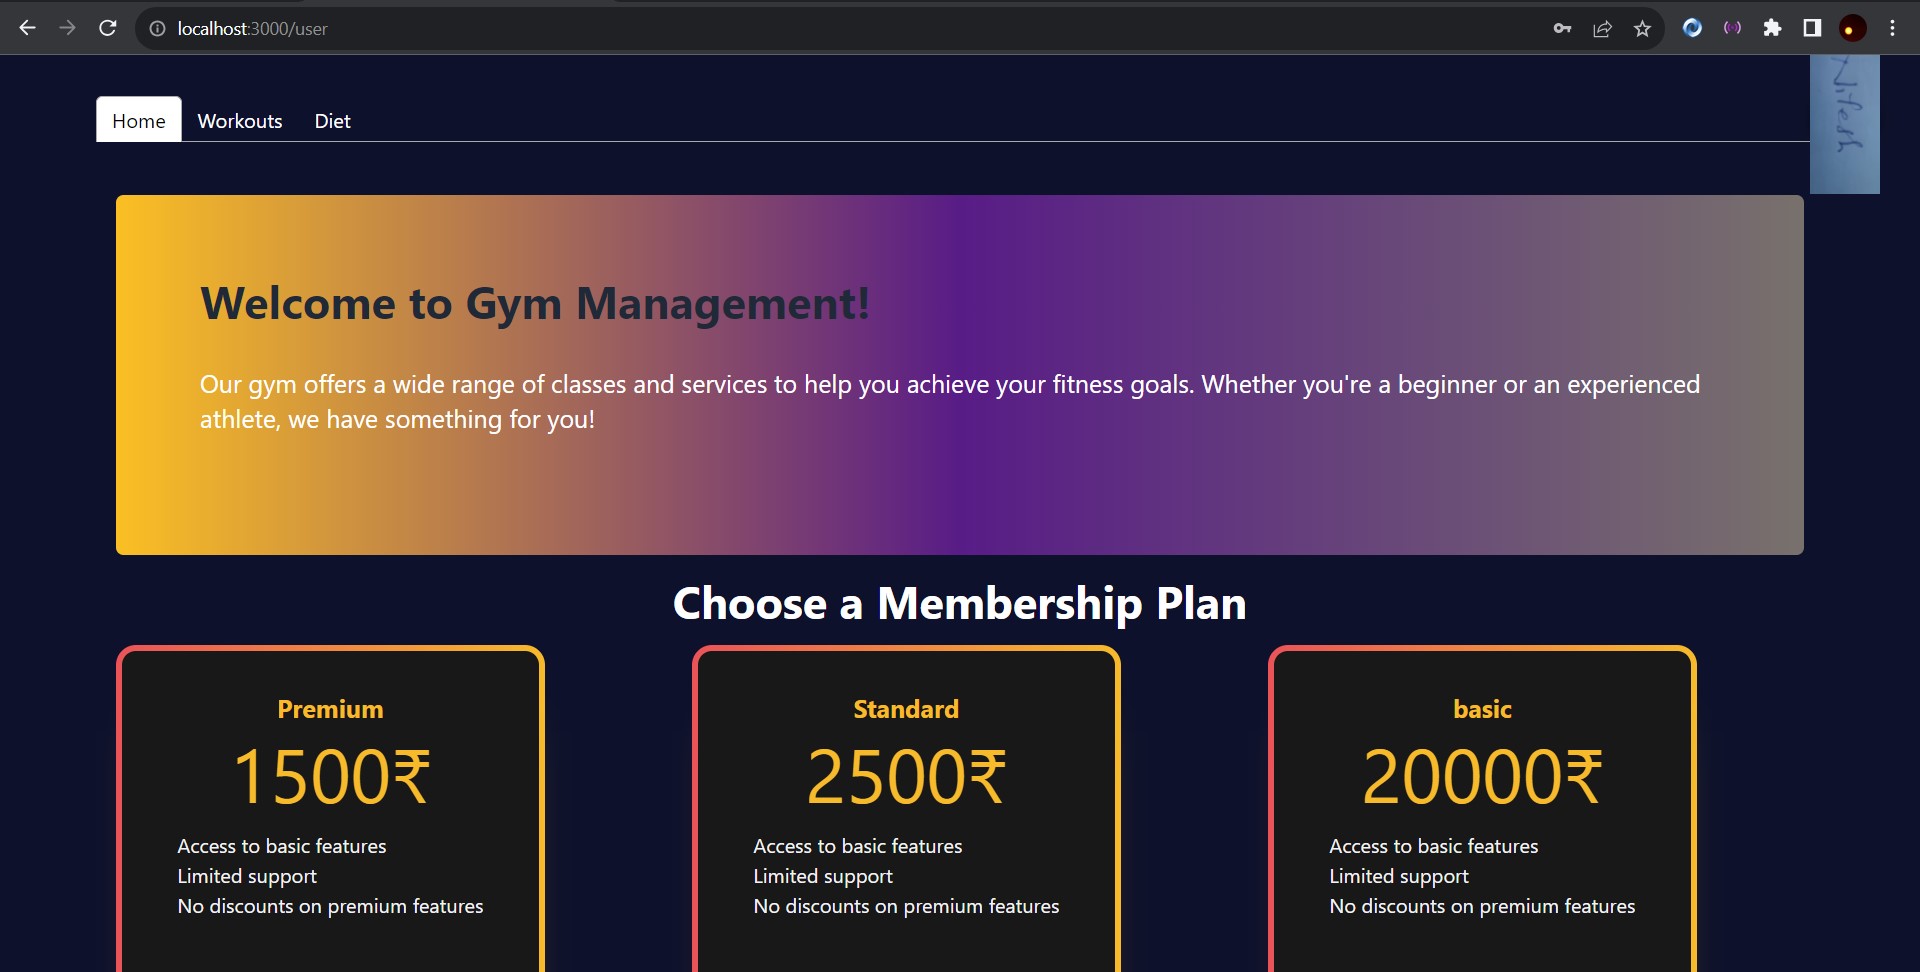 localhost:3000/user
Home Workouts Diet
Nitesh
Welcome to Gym Management!
Our gym offers a wide range of classes and services to help you achieve your fitness goals. Whether you're a beginner or an experienced
athlete, we have something for you!
Choose a Membership Plan
Premium
1500₹
Access to basic features
Limited support
No discounts on premium features
Standard
2500₹
Access to basic features
Limited support
No discounts on premium features
basic
20000₹
Access to basic features
Limited support
No discounts on premium features